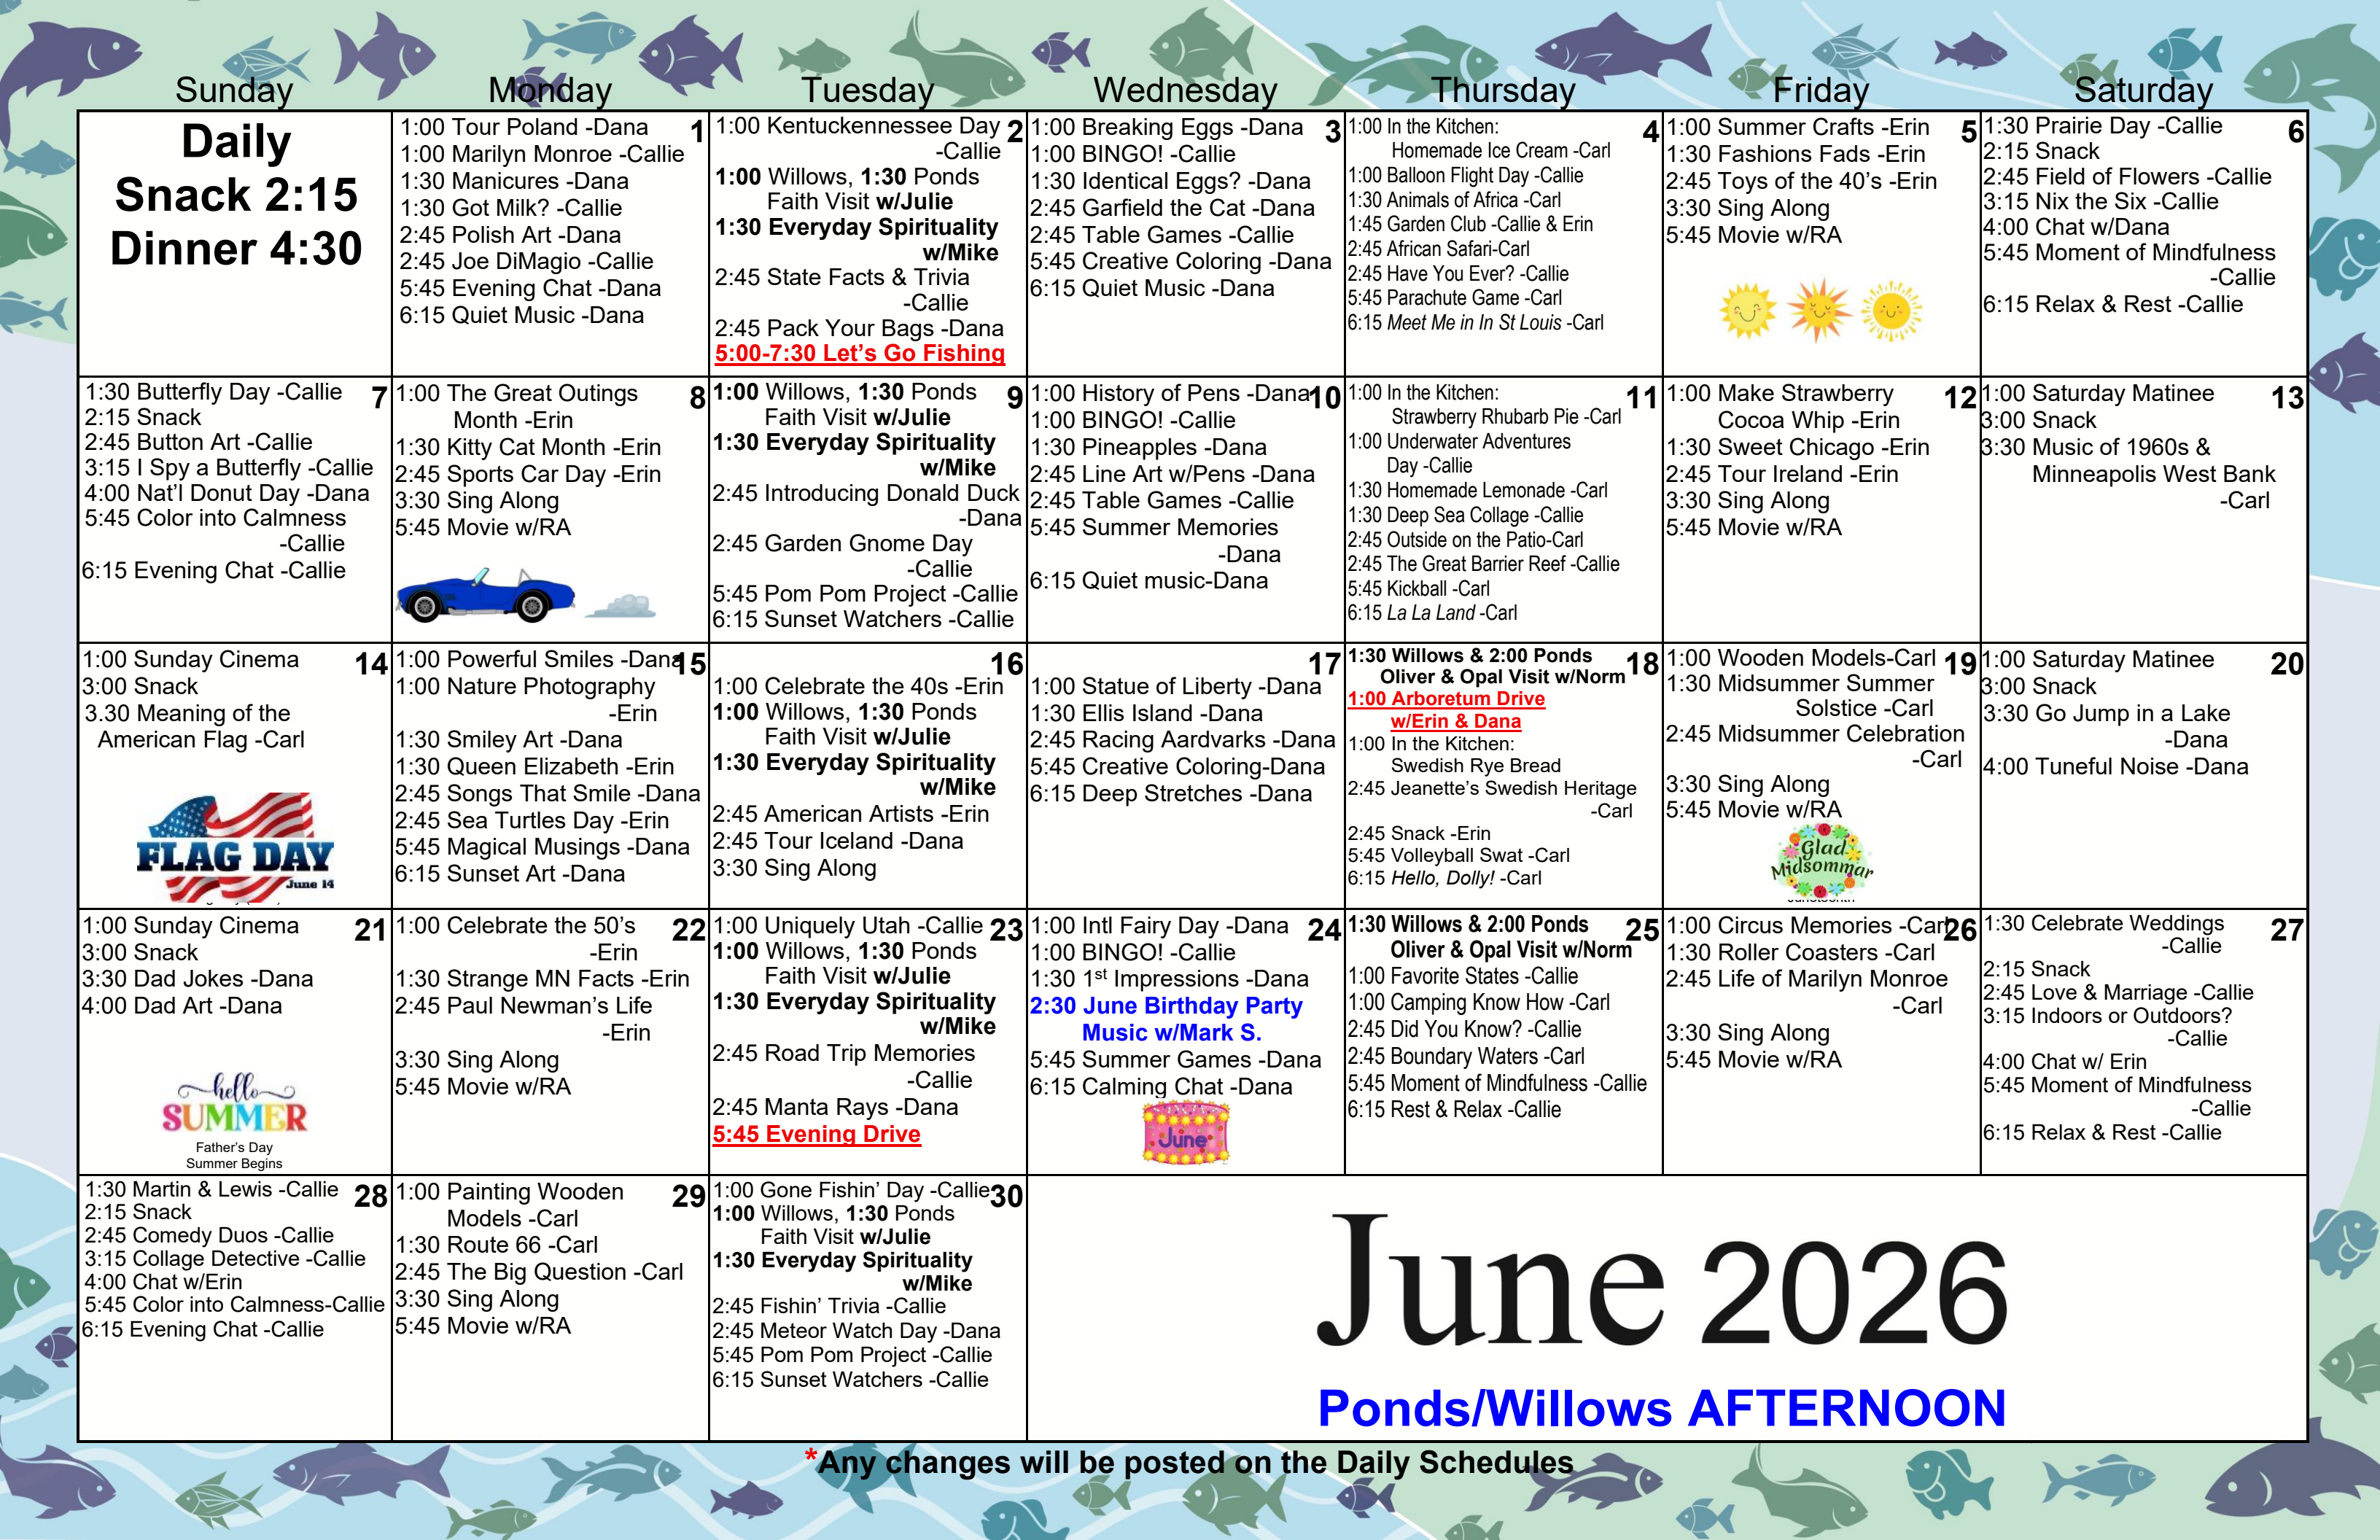 Sunday Monday Tuesday Wednesday Thursday Friday Saturday
Daily
Snack 2:15
Dinner 4:30
1
1:00 Tour Poland -Dana
1:00 Marilyn Monroe -Callie
1:30 Manicures -Dana
1:30 Got Milk? -Callie
2:45 Polish Art -Dana
2:45 Joe DiMagio -Callie
5:45 Evening Chat -Dana
6:15 Quiet Music -Dana
2
1:00 Kentuckennessee Day
-Callie
1:00 Willows, 1:30 Ponds
Faith Visit w/Julie
1:30 Everyday Spirituality
w/Mike
2:45 State Facts & Trivia
-Callie
2:45 Pack Your Bags -Dana
5:00-7:30 Let's Go Fishing
3
1:00 Breaking Eggs -Dana
1:00 BINGO! -Callie
1:30 Identical Eggs? -Dana
2:45 Garfield the Cat -Dana
2:45 Table Games -Callie
5:45 Creative Coloring -Dana
6:15 Quiet Music -Dana
4
1:00 In the Kitchen:
Homemade Ice Cream -Carl
1:00 Balloon Flight Day -Callie
1:30 Animals of Africa -Carl
1:45 Garden Club -Callie & Erin
2:45 African Safari-Carl
2:45 Have You Ever? -Callie
5:45 Parachute Game -Carl
6:15 Meet Me in In St Louis -Carl
5
1:00 Summer Crafts -Erin
1:30 Fashions Fads -Erin
2:45 Toys of the 40's -Erin
3:30 Sing Along
5:45 Movie w/RA
6
1:30 Prairie Day -Callie
2:15 Snack
2:45 Field of Flowers -Callie
3:15 Nix the Six -Callie
4:00 Chat w/Dana
5:45 Moment of Mindfulness
-Callie
6:15 Relax & Rest -Callie
7
1:30 Butterfly Day -Callie
2:15 Snack
2:45 Button Art -Callie
3:15 I Spy a Butterfly -Callie
4:00 Nat'l Donut Day -Dana
5:45 Color into Calmness
-Callie
6:15 Evening Chat -Callie
8
1:00 The Great Outings
Month -Erin
1:30 Kitty Cat Month -Erin
2:45 Sports Car Day -Erin
3:30 Sing Along
5:45 Movie w/RA
9
1:00 Willows, 1:30 Ponds
Faith Visit w/Julie
1:30 Everyday Spirituality
w/Mike
2:45 Introducing Donald Duck
-Dana
2:45 Garden Gnome Day
-Callie
5:45 Pom Pom Project -Callie
6:15 Sunset Watchers -Callie
10
1:00 History of Pens -Dana
1:00 BINGO! -Callie
1:30 Pineapples -Dana
2:45 Line Art w/Pens -Dana
2:45 Table Games -Callie
5:45 Summer Memories
-Dana
6:15 Quiet music-Dana
11
1:00 In the Kitchen:
Strawberry Rhubarb Pie -Carl
1:00 Underwater Adventures
Day -Callie
1:30 Homemade Lemonade -Carl
1:30 Deep Sea Collage -Callie
2:45 Outside on the Patio-Carl
2:45 The Great Barrier Reef -Callie
5:45 Kickball -Carl
6:15 La La Land -Carl
12
1:00 Make Strawberry
Cocoa Whip -Erin
1:30 Sweet Chicago -Erin
2:45 Tour Ireland -Erin
3:30 Sing Along
5:45 Movie w/RA
13
1:00 Saturday Matinee
3:00 Snack
3:30 Music of 1960s &
Minneapolis West Bank
-Carl
14
1:00 Sunday Cinema
3:00 Snack
3.30 Meaning of the
American Flag -Carl
FLAG DAY
June 14
15
1:00 Powerful Smiles -Dana
1:00 Nature Photography
-Erin
1:30 Smiley Art -Dana
1:30 Queen Elizabeth -Erin
2:45 Songs That Smile -Dana
2:45 Sea Turtles Day -Erin
5:45 Magical Musings -Dana
6:15 Sunset Art -Dana
16
1:00 Celebrate the 40s -Erin
1:00 Willows, 1:30 Ponds
Faith Visit w/Julie
1:30 Everyday Spirituality
w/Mike
2:45 American Artists -Erin
2:45 Tour Iceland -Dana
3:30 Sing Along
17
1:00 Statue of Liberty -Dana
1:30 Ellis Island -Dana
2:45 Racing Aardvarks -Dana
5:45 Creative Coloring-Dana
6:15 Deep Stretches -Dana
18
1:30 Willows & 2:00 Ponds
Oliver & Opal Visit w/Norm
1:00 Arboretum Drive
w/Erin & Dana
1:00 In the Kitchen:
Swedish Rye Bread
2:45 Jeanette's Swedish Heritage
-Carl
2:45 Snack -Erin
5:45 Volleyball Swat -Carl
6:15 Hello, Dolly! -Carl
19
1:00 Wooden Models-Carl
1:30 Midsummer Summer
Solstice -Carl
2:45 Midsummer Celebration
-Carl
3:30 Sing Along
5:45 Movie w/RA
Glad
Midsommar
20
1:00 Saturday Matinee
3:00 Snack
3:30 Go Jump in a Lake
-Dana
4:00 Tuneful Noise -Dana
21
1:00 Sunday Cinema
3:00 Snack
3:30 Dad Jokes -Dana
4:00 Dad Art -Dana
hello
SUMMER
Father's Day
Summer Begins
22
1:00 Celebrate the 50's
-Erin
1:30 Strange MN Facts -Erin
2:45 Paul Newman's Life
-Erin
3:30 Sing Along
5:45 Movie w/RA
23
1:00 Uniquely Utah -Callie
1:00 Willows, 1:30 Ponds
Faith Visit w/Julie
1:30 Everyday Spirituality
w/Mike
2:45 Road Trip Memories
-Callie
2:45 Manta Rays -Dana
5:45 Evening Drive
24
1:00 Intl Fairy Day -Dana
1:00 BINGO! -Callie
1:30 1st Impressions -Dana
2:30 June Birthday Party
Music w/Mark S.
5:45 Summer Games -Dana
6:15 Calming Chat -Dana
June
25
1:30 Willows & 2:00 Ponds
Oliver & Opal Visit w/Norm
1:00 Favorite States -Callie
1:00 Camping Know How -Carl
2:45 Did You Know? -Callie
2:45 Boundary Waters -Carl
5:45 Moment of Mindfulness -Callie
6:15 Rest & Relax -Callie
26
1:00 Circus Memories -Carl
1:30 Roller Coasters -Carl
2:45 Life of Marilyn Monroe
-Carl
3:30 Sing Along
5:45 Movie w/RA
27
1:30 Celebrate Weddings
-Callie
2:15 Snack
2:45 Love & Marriage -Callie
3:15 Indoors or Outdoors?
-Callie
4:00 Chat w/ Erin
5:45 Moment of Mindfulness
-Callie
6:15 Relax & Rest -Callie
28
1:30 Martin & Lewis -Callie
2:15 Snack
2:45 Comedy Duos -Callie
3:15 Collage Detective -Callie
4:00 Chat w/Erin
5:45 Color into Calmness-Callie
6:15 Evening Chat -Callie
29
1:00 Painting Wooden
Models -Carl
1:30 Route 66 -Carl
2:45 The Big Question -Carl
3:30 Sing Along
5:45 Movie w/RA
30
1:00 Gone Fishin' Day -Callie
1:00 Willows, 1:30 Ponds
Faith Visit w/Julie
1:30 Everyday Spirituality
w/Mike
2:45 Fishin' Trivia -Callie
2:45 Meteor Watch Day -Dana
5:45 Pom Pom Project -Callie
6:15 Sunset Watchers -Callie
June 2026
Ponds/Willows AFTERNOON
*Any changes will be posted on the Daily Schedules